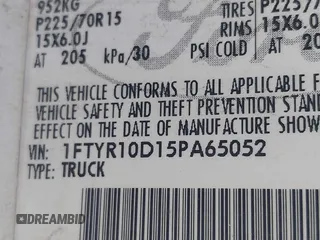 952KG
P225/70R15
15X6.0J
AT 205 kPa/30
TIRES P225/7
RIMS 15X6.0
PSI COLD AT 20
THIS VEHICLE CONFORMS TO ALL APPLICABLE F
VEHICLE SAFETY AND THEFT PREVENTION STAND
EFFECT ON THE DATE OF MANUFACTURE SHOW
VIN: 1FTYR10D15PA65052
TYPE: TRUCK
DREAMBID